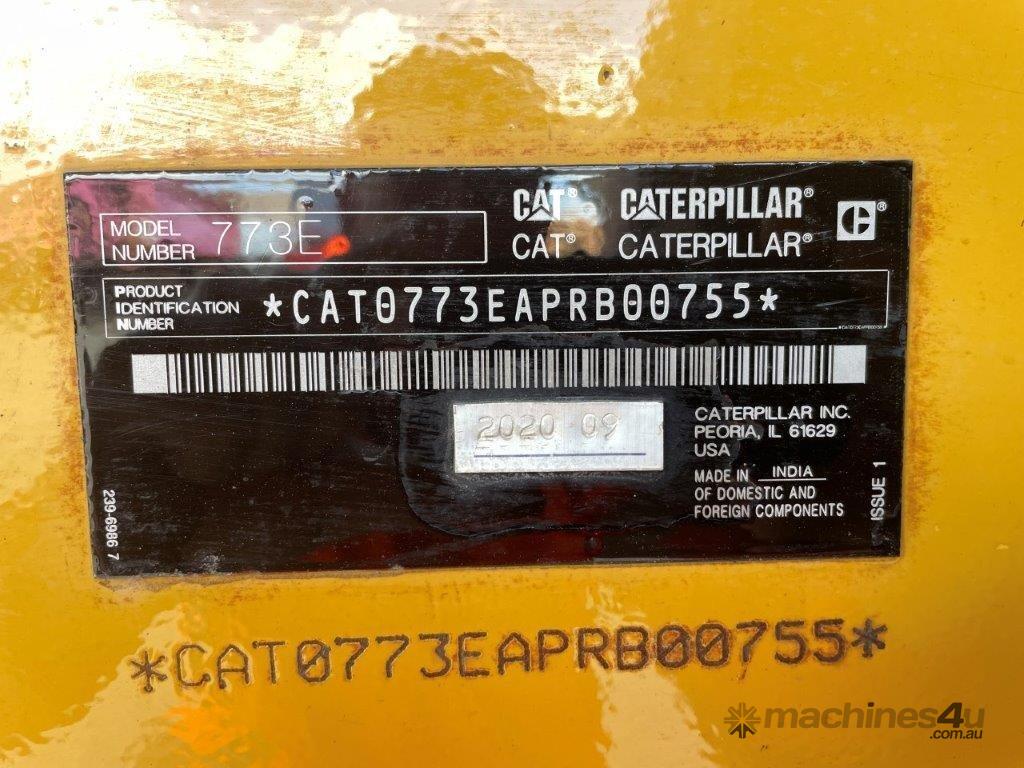 CAT® CATERPILLAR® ®
CAT® CATERPILLAR®
MODEL NUMBER 773E
PRODUCT IDENTIFICATION NUMBER *CAT0773EAPRB00755*
*CAT0773EAPRB00755*
2020 09
CATERPILLAR INC.
PEORIA, IL 61629
USA
MADE IN INDIA
OF DOMESTIC AND
FOREIGN COMPONENTS
ISSUE 1
239-6986 7
*CAT0773EAPRB00755*
machines4u
.com.au